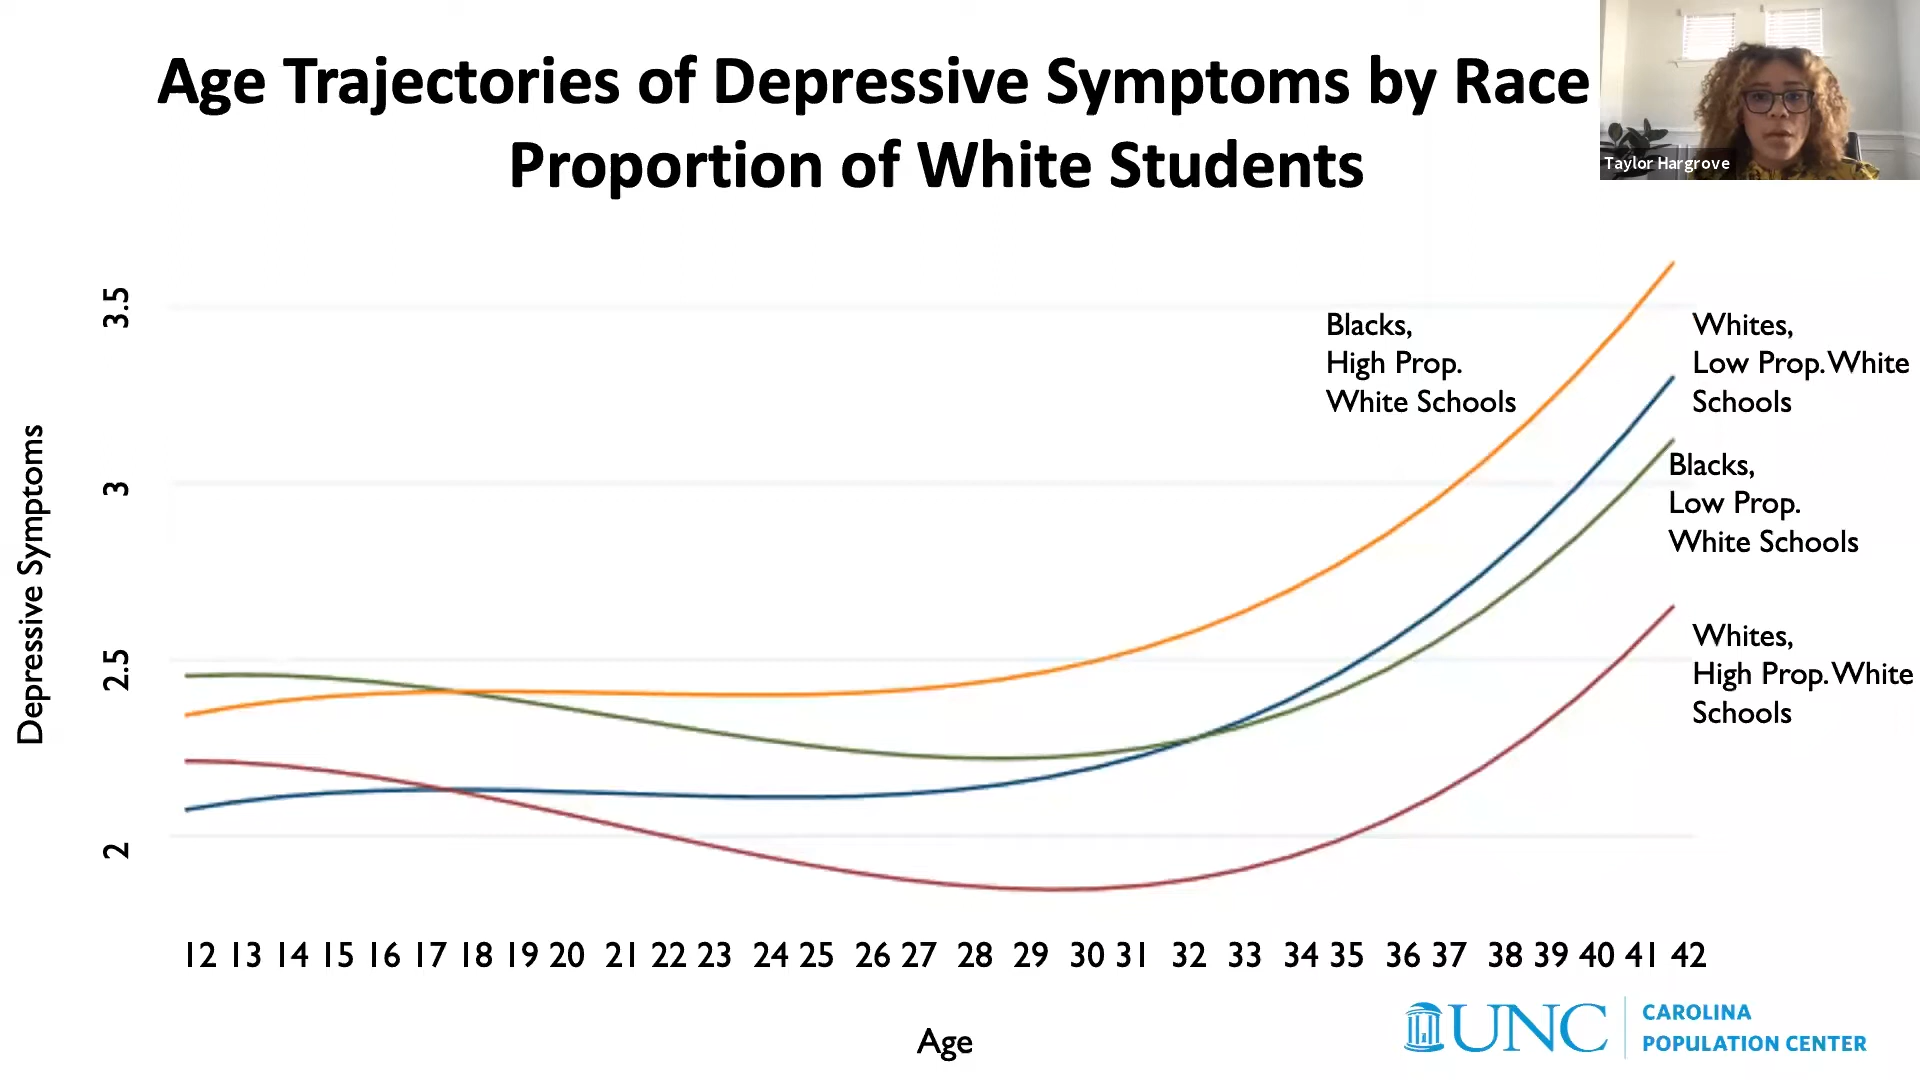 Age Trajectories of Depressive Symptoms by Race
Proportion of White Students
Taylor Hargrove
Depressive Symptoms
3.5
3
2.5
2
Blacks,
High Prop.
White Schools
Whites,
Low Prop. White
Schools
Blacks,
Low Prop.
White Schools
Whites,
High Prop. White
Schools
12 13 14 15 16 17 18 19 20 21 22 23 24 25 26 27 28 29 30 31 32 33 34 35 36 37 38 39 40 41 42
Age
UNC
CAROLINA
POPULATION CENTER